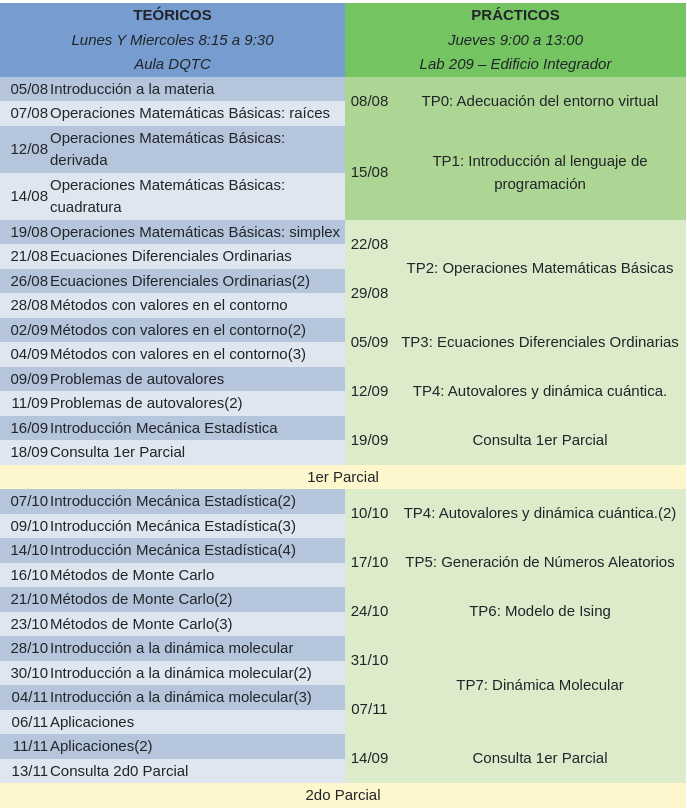 TEÓRICOS
Lunes Y Miercoles 8:15 a 9:30
Aula DQTC
PRÁCTICOS
Jueves 9:00 a 13:00
Lab 209 – Edificio Integrador
05/08 Introducción a la materia
07/08 Operaciones Matemáticas Básicas: raíces
08/08 TP0: Adecuación del entorno virtual
12/08 Operaciones Matemáticas Básicas:
derivada
14/08 Operaciones Matemáticas Básicas:
cuadratura
15/08 TP1: Introducción al lenguaje de
programación
19/08 Operaciones Matemáticas Básicas: simplex
21/08 Ecuaciones Diferenciales Ordinarias
22/08
26/08 Ecuaciones Diferenciales Ordinarias(2)
28/08 Métodos con valores en el contorno
29/08
TP2: Operaciones Matemáticas Básicas
02/09 Métodos con valores en el contorno(2)
04/09 Métodos con valores en el contorno(3)
05/09 TP3: Ecuaciones Diferenciales Ordinarias
09/09 Problemas de autovalores
11/09 Problemas de autovalores(2)
12/09 TP4: Autovalores y dinámica cuántica.
16/09 Introducción Mecánica Estadística
18/09 Consulta 1er Parcial
19/09 Consulta 1er Parcial
1er Parcial
07/10 Introducción Mecánica Estadística(2)
09/10 Introducción Mecánica Estadística(3)
10/10 TP4: Autovalores y dinámica cuántica.(2)
14/10 Introducción Mecánica Estadística(4)
16/10 Métodos de Monte Carlo
17/10 TP5: Generación de Números Aleatorios
21/10 Métodos de Monte Carlo(2)
23/10 Métodos de Monte Carlo(3)
24/10 TP6: Modelo de Ising
28/10 Introducción a la dinámica molecular
30/10 Introducción a la dinámica molecular(2)
31/10
04/11 Introducción a la dinámica molecular(3)
06/11 Aplicaciones
07/11
TP7: Dinámica Molecular
11/11 Aplicaciones(2)
13/11 Consulta 2d0 Parcial
14/09 Consulta 1er Parcial
2do Parcial